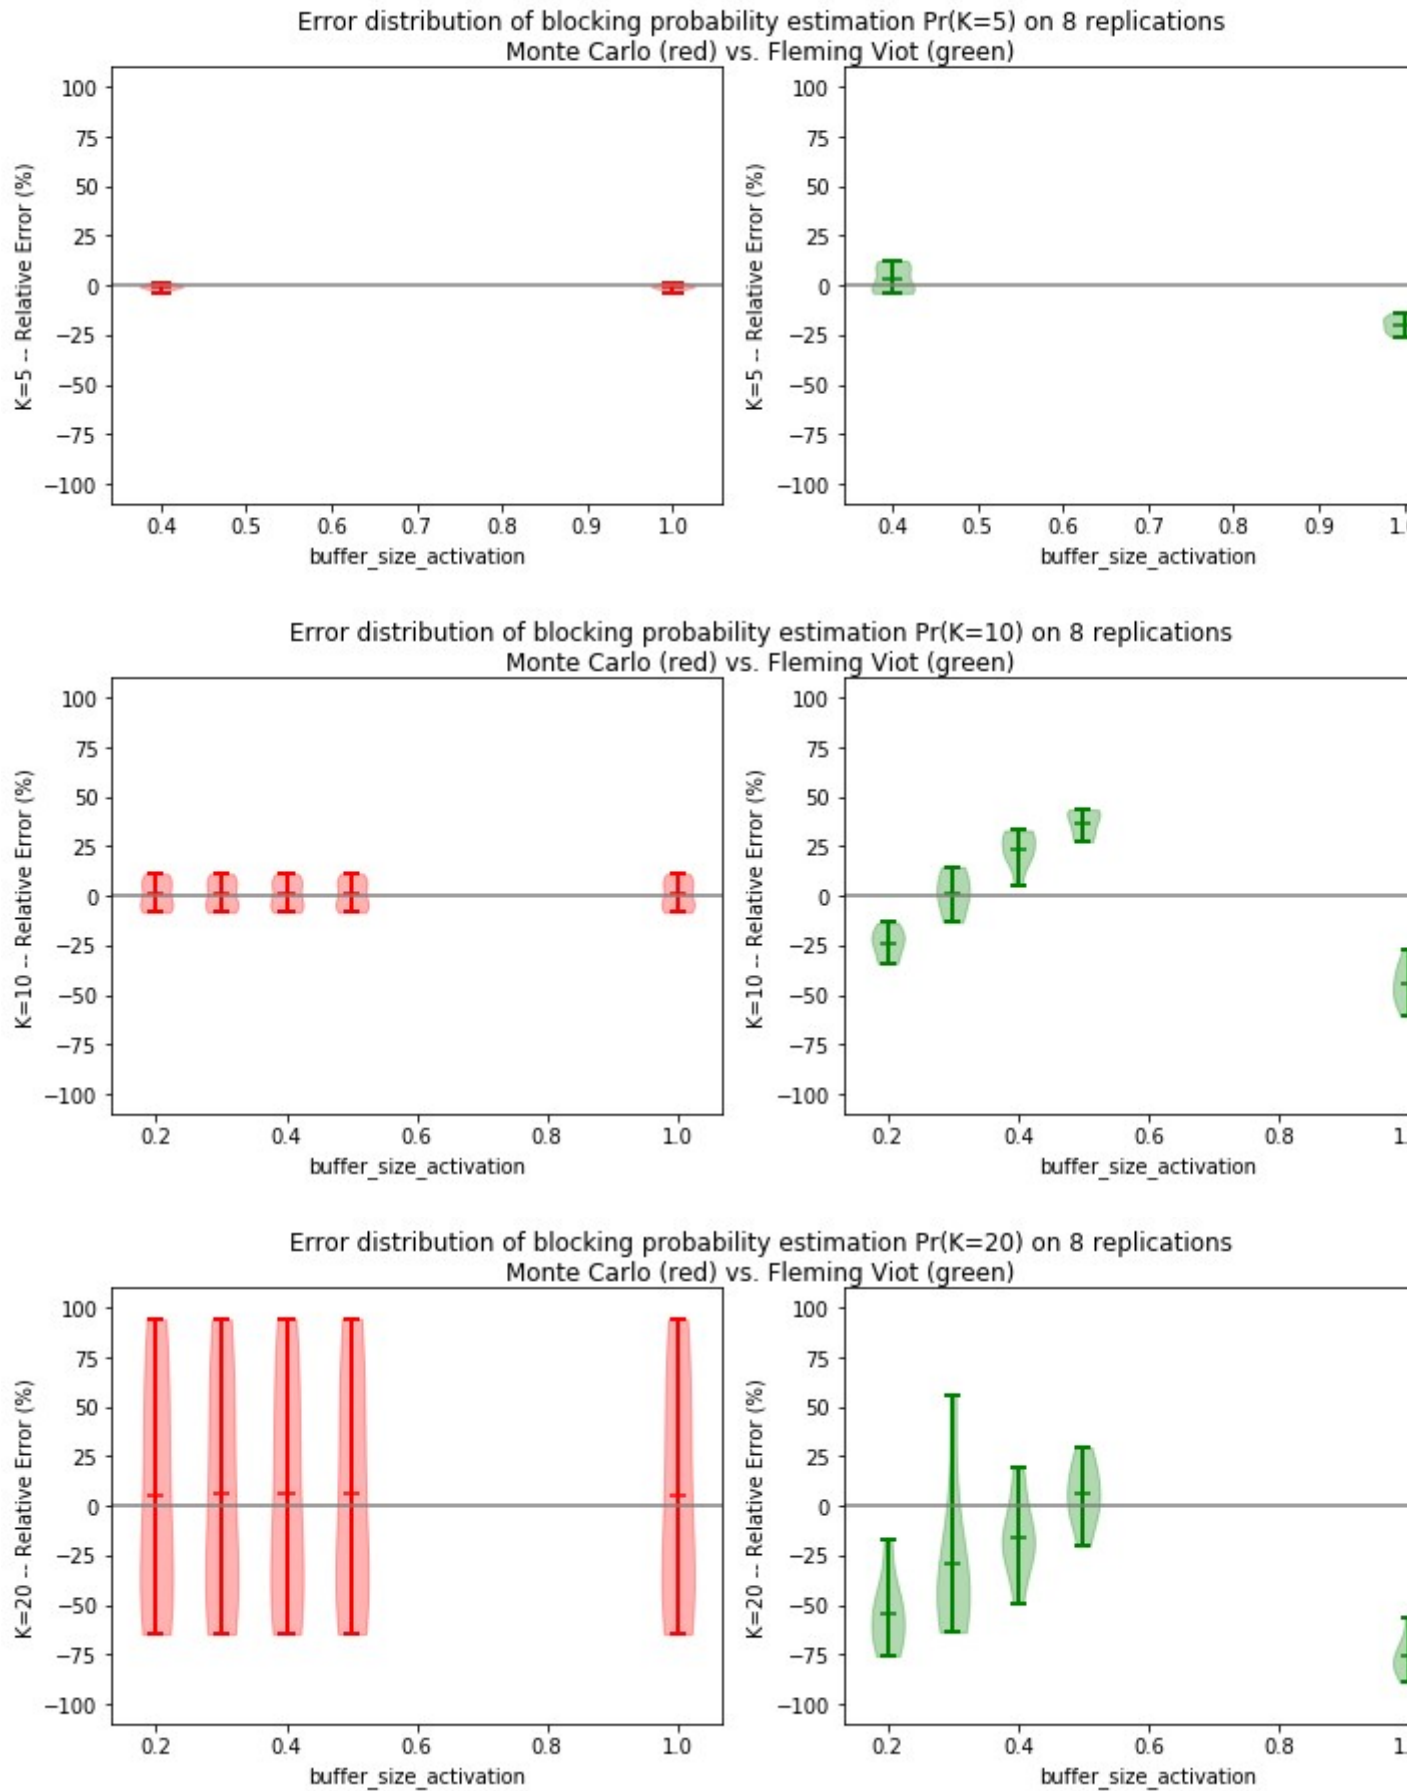 Error distribution of blocking probability estimation Pr(K=5) on 8 replications
Monte Carlo (red) vs. Fleming Viot (green)
K=5 -- Relative Error (%)
100
75
50
25
0
−25
−50
−75
−100
0.4 0.5 0.6 0.7 0.8 0.9 1.0
buffer_size_activation
K=5 -- Relative Error (%)
100
75
50
25
0
−25
−50
−75
−100
0.4 0.5 0.6 0.7 0.8 0.9 1.
buffer_size_activation
Error distribution of blocking probability estimation Pr(K=10) on 8 replications
Monte Carlo (red) vs. Fleming Viot (green)
K=10 -- Relative Error (%)
100
75
50
25
0
−25
−50
−75
−100
0.2 0.4 0.6 0.8 1.0
buffer_size_activation
K=10 -- Relative Error (%)
100
75
50
25
0
−25
−50
−75
−100
0.2 0.4 0.6 0.8 1.
buffer_size_activation
Error distribution of blocking probability estimation Pr(K=20) on 8 replications
Monte Carlo (red) vs. Fleming Viot (green)
K=20 -- Relative Error (%)
100
75
50
25
0
−25
−50
−75
−100
0.2 0.4 0.6 0.8 1.0
buffer_size_activation
K=20 -- Relative Error (%)
100
75
50
25
0
−25
−50
−75
−100
0.2 0.4 0.6 0.8 1.
buffer_size_activation